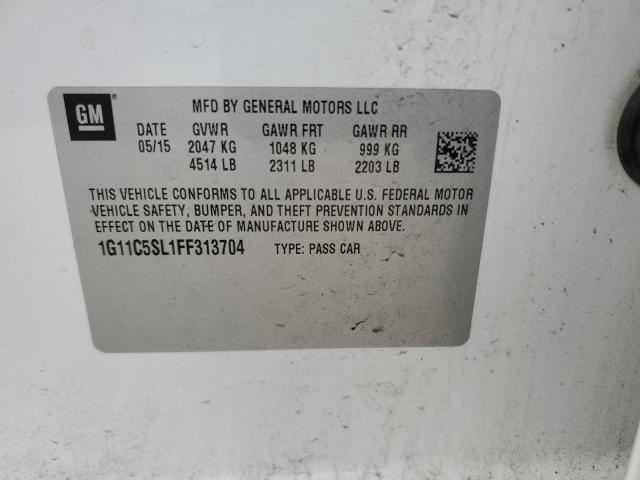 GM
MFD BY GENERAL MOTORS LLC
DATE GVWR GAWR FRT GAWR RR
05/15 2047 KG 1048 KG 999 KG
4514 LB 2311 LB 2203 LB
THIS VEHICLE CONFORMS TO ALL APPLICABLE U.S. FEDERAL MOTOR
VEHICLE SAFETY, BUMPER, AND THEFT PREVENTION STANDARDS IN
EFFECT ON THE DATE OF MANUFACTURE SHOWN ABOVE.
1G11C5SL1FF313704 TYPE: PASS CAR